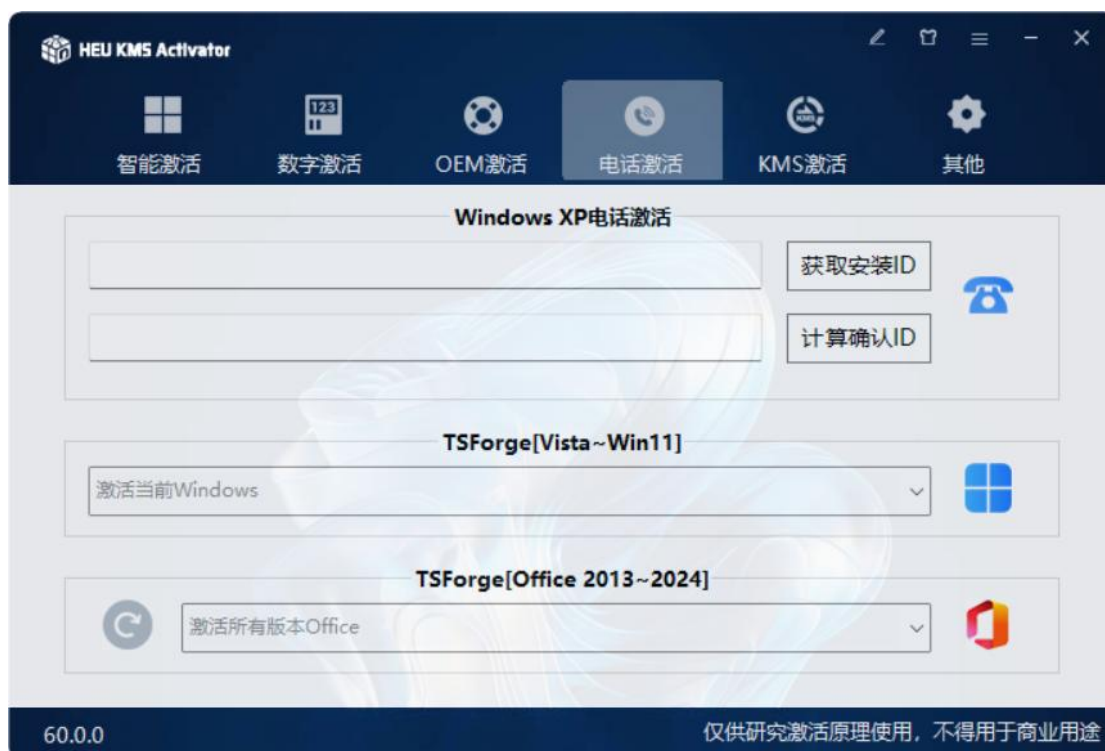 HEU KMS Activator
智能激活
数字激活
OEM激活
电话激活
KMS激活
其他
Windows XP电话激活
获取安装ID
计算确认ID
TSForge[Vista~Win11]
激活当前Windows
TSForge[Office 2013~2024]
激活所有版本Office
60.0.0
仅供研究激活原理使用，不得用于商业用途